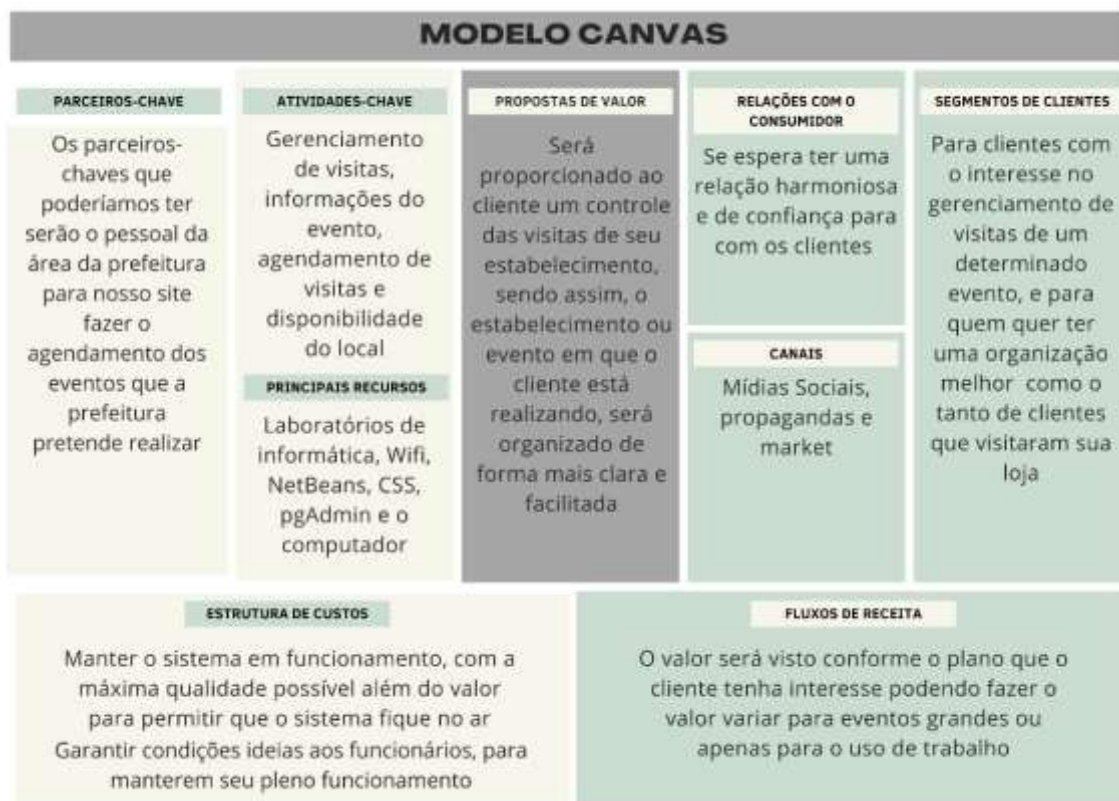 MODELO CANVAS
PARCEIROS-CHAVE
Os parceiros-
chaves que
poderíamos ter
serão o pessoal da
área da prefeitura
para nosso site
fazer o
agendamento dos
eventos que a
prefeitura
pretende realizar
ATIVIDADES-CHAVE
Gerenciamento
de visitas,
informações do
evento,
agendamento de
visitas e
disponibilidade
do local
PRINCIPAIS RECURSOS
Laboratórios de
informática, Wifi,
NetBeans, CSS,
pgAdmin e o
computador
PROPOSTAS DE VALOR
Será
proporcionado ao
cliente um controle
das visitas de seu
estabelecimento,
sendo assim, o
estabelecimento ou
evento em que o
cliente está
realizando, será
organizado de
forma mais clara e
facilitada
RELAÇÕES COM O
CONSUMIDOR
Se espera ter uma
relação harmoniosa
e de confiança para
com os clientes
CANAIS
Mídias Sociais,
propagandas e
market
SEGMENTOS DE CLIENTES
Para clientes com
o interesse no
gerenciamento de
visitas de um
determinado
evento, e para
quem quer ter
uma organização
melhor como o
tanto de clientes
que visitaram sua
loja
ESTRUTURA DE CUSTOS
Manter o sistema em funcionamento, com a
máxima qualidade possível além do valor
para permitir que o sistema fique no ar
Garantir condições ideias aos funcionários, para
manterem seu pleno funcionamento
FLUXOS DE RECEITA
O valor será visto conforme o plano que o
cliente tenha interesse podendo fazer o
valor variar para eventos grandes ou
apenas para o uso de trabalho